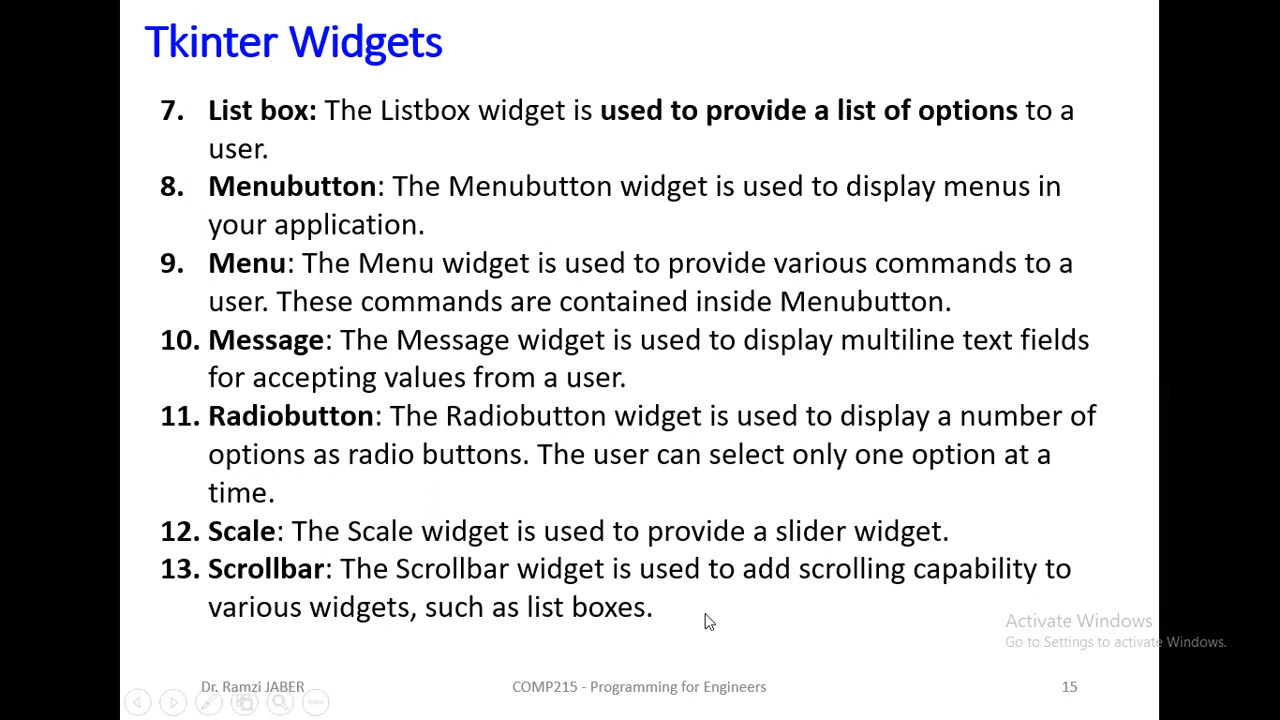 Tkinter Widgets
7. List box: The Listbox widget is used to provide a list of options to a
user.
8. Menubutton: The Menubutton widget is used to display menus in
your application.
9. Menu: The Menu widget is used to provide various commands to a
user. These commands are contained inside Menubutton.
10. Message: The Message widget is used to display multiline text fields
for accepting values from a user.
11. Radiobutton: The Radiobutton widget is used to display a number of
options as radio buttons. The user can select only one option at a
time.
12. Scale: The Scale widget is used to provide a slider widget.
13. Scrollbar: The Scrollbar widget is used to add scrolling capability to
various widgets, such as list boxes.
Activate Windows
Go to Settings to activate Windows.
Dr. Ramzi JABER
COMP215 - Programming for Engineers
15